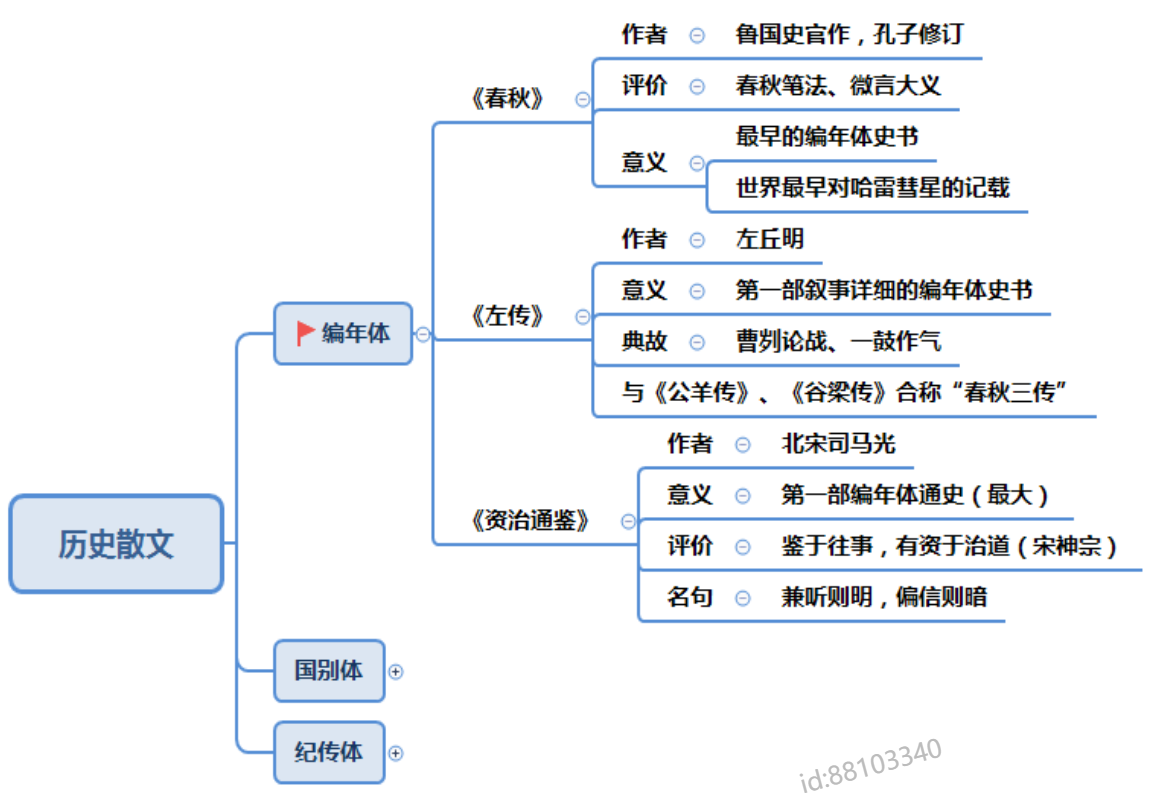 历史散文
编年体
《春秋》
作者 鲁国史官作，孔子修订
评价 春秋笔法、微言大义
意义
最早的编年体史书
世界最早对哈雷彗星的记载
《左传》
作者 左丘明
意义 第一部叙事详细的编年体史书
典故 曹刿论战、一鼓作气
与《公羊传》、《谷梁传》合称“春秋三传”
《资治通鉴》
作者 北宋司马光
意义 第一部编年体通史（最大）
评价 鉴于往事，有资于治道（宋神宗）
名句 兼听则明，偏信则暗
国别体
纪传体
id:88103340